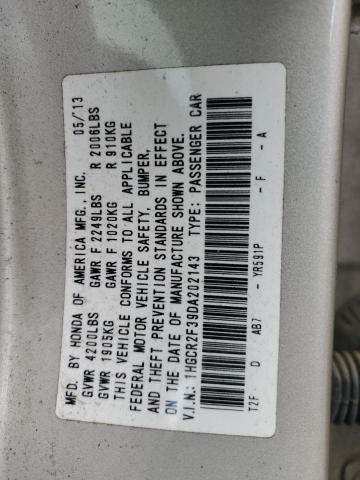 MFD. BY HONDA OF AMERICA MFG., INC. 05/13
GVWR 4200LBS GAWR F 2249LBS R 2006LBS
GVWR 1905KG GAWR F 1020KG R 910KG
THIS VEHICLE CONFORMS TO ALL APPLICABLE
FEDERAL MOTOR VEHICLE SAFETY, BUMPER,
AND THEFT PREVENTION STANDARDS IN EFFECT
ON THE DATE OF MANUFACTURE SHOWN ABOVE.
V.I.N.: 1HGCR2F39DA202143 TYPE: PASSENGER CAR
T2F D AB7 - YR591P - F - A